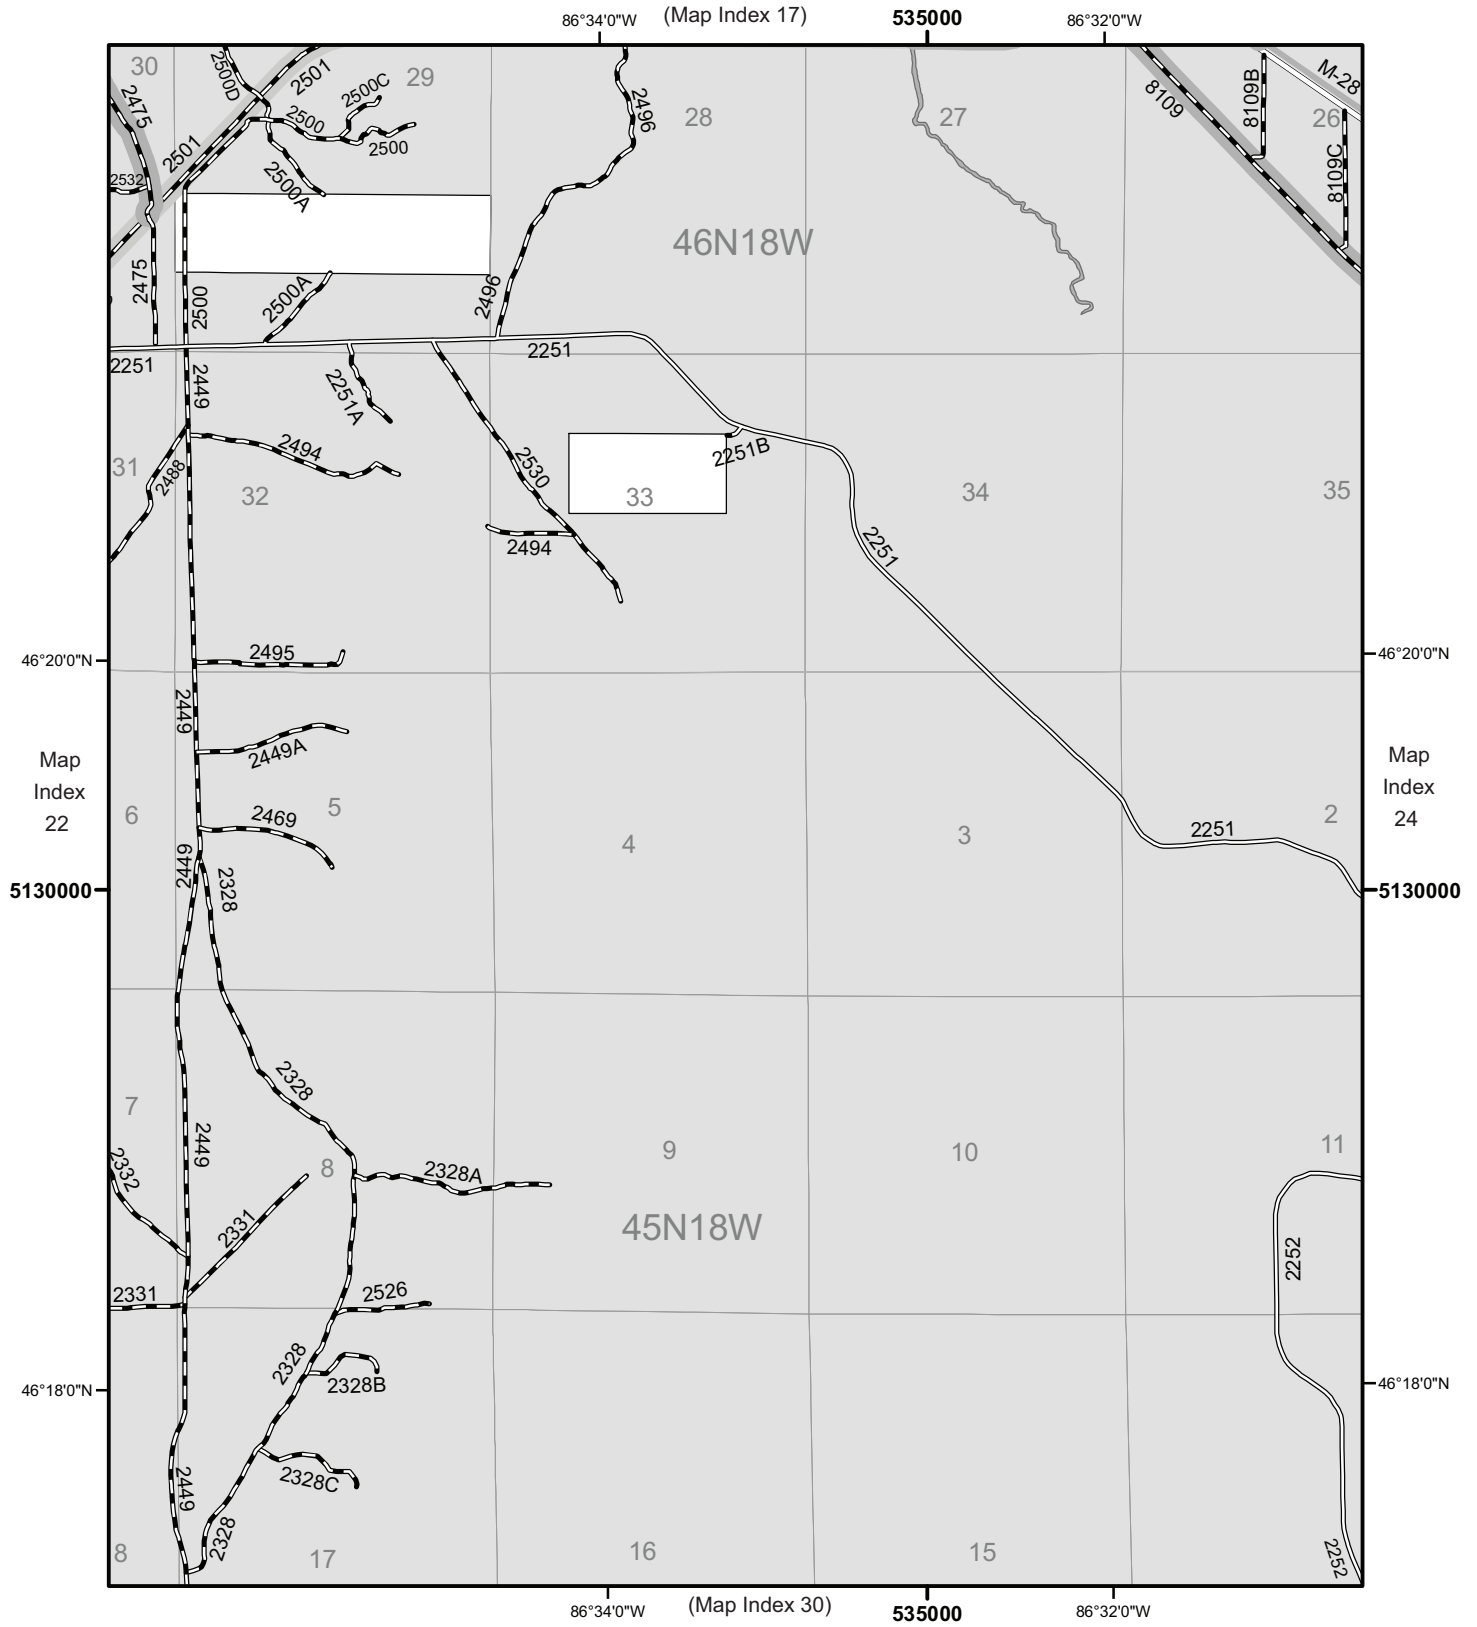 86°34'0"W
(Map Index 17)
535000
86°32'0"W
30
2475
2500D
2501
29
2500C
2500
2500
2496
28
27
8109
8109B
M-28
26
8109C
2501
2532
2500A
46N18W
2475
2500
2500A
2496
2251
2251
2449
2251A
2251B
2494
2530
31
2488
32
33
34
35
2494
2251
46°20'0"N
2495
46°20'0"N
2449
2449A
Map
Index
22
Map
Index
24
6
2469
5
4
3
2251
2
2449
2328
5130000
5130000
2328
7
2449
2332
8
2328A
9
10
11
2331
45N18W
2252
2331
2526
2328
2328B
46°18'0"N
46°18'0"N
2449
2328C
2328
8
17
16
15
2252
86°34'0"W
(Map Index 30)
535000
86°32'0"W